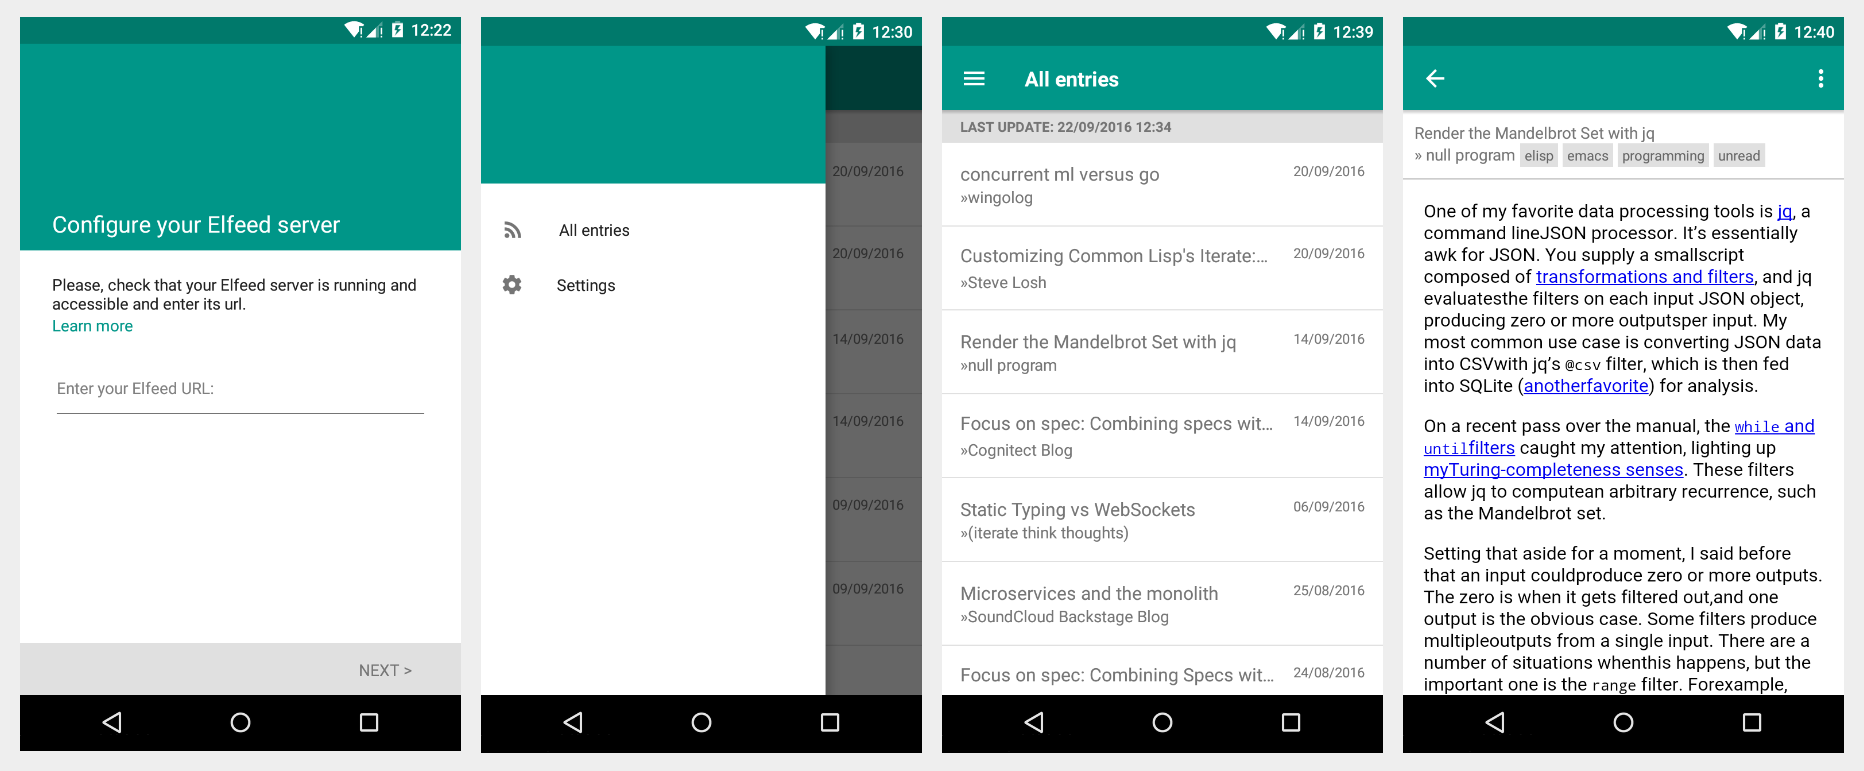 12:22
Configure your Elfeed server
Please, check that your Elfeed server is running and
accessible and enter its url.
Learn more
Enter your Elfeed URL:
NEXT >
12:30
20/09/2016
All entries
20/09/2016
Settings
14/09/2016
14/09/2016
09/09/2016
09/09/2016
12:39
All entries
LAST UPDATE: 22/09/2016 12:34
concurrent ml versus go 20/09/2016
»wingolog
Customizing Common Lisp's Iterate:... 20/09/2016
»Steve Losh
Render the Mandelbrot Set with jq 14/09/2016
»null program
Focus on spec: Combining specs wit... 14/09/2016
»Cognitect Blog
Static Typing vs WebSockets 06/09/2016
»(iterate think thoughts)
Microservices and the monolith 25/08/2016
»SoundCloud Backstage Blog
Focus on spec: Combining Specs wit... 24/08/2016
12:40
Render the Mandelbrot Set with jq
» null program elisp emacs programming unread
One of my favorite data processing tools is jq, a
command lineJSON processor. It’s essentially
awk for JSON. You supply a smallscript
composed of transformations and filters, and jq
evaluatesthe filters on each input JSON object,
producing zero or more outputsper input. My
most common use case is converting JSON data
into CSVwith jq’s @csv filter, which is then fed
into SQLite (anotherfavorite) for analysis.
On a recent pass over the manual, the while and
untilfilters caught my attention, lighting up
myTuring-completeness senses. These filters
allow jq to computean arbitrary recurrence, such
as the Mandelbrot set.
Setting that aside for a moment, I said before
that an input couldproduce zero or more outputs.
The zero is when it gets filtered out,and one
output is the obvious case. Some filters produce
multipleoutputs from a single input. There are a
number of situations whenthis happens, but the
important one is the range filter. Forexample,